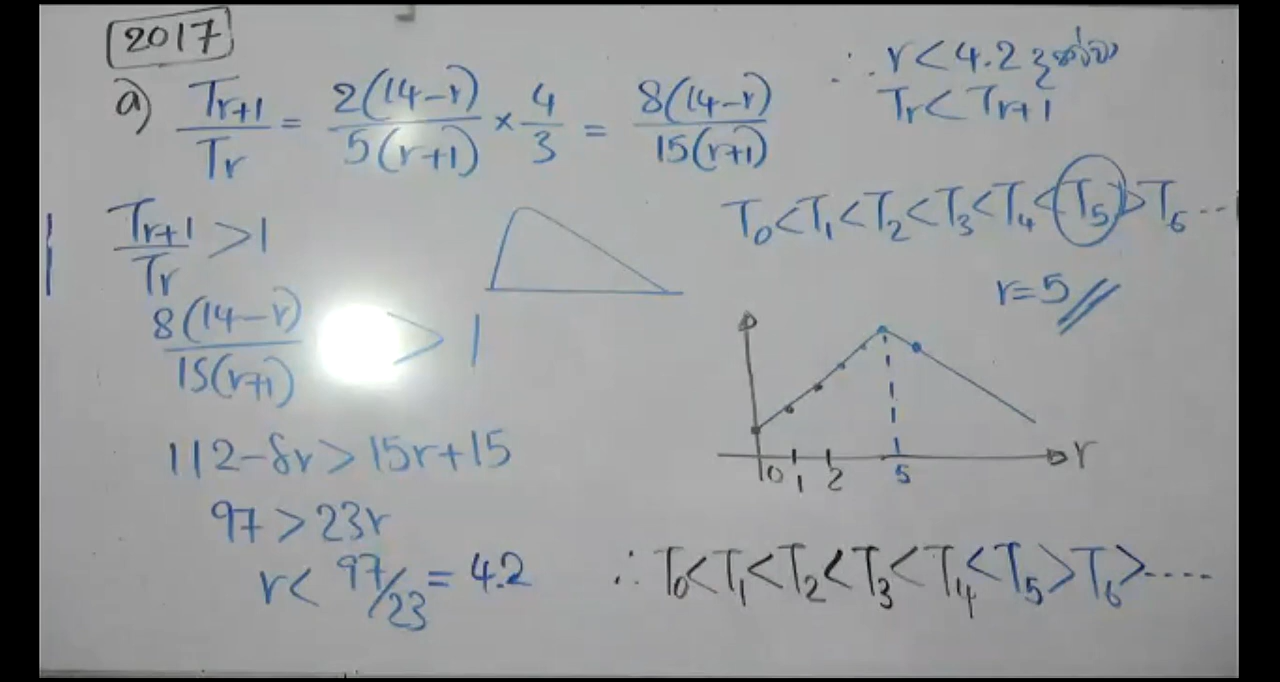 2017
a) Tr+1/Tr = 2(14-r)/5(r+1) × 4/3 = 8(14-r)/15(r+1)
Tr+1/Tr > 1
8(14-r)/15(r+1) > 1
112-8r > 15r+15
97 > 23r
r < 97/23 = 4.2
∴ r < 4.2
Tr < Tr+1
T0 < T1 < T2 < T3 < T4 < T5 > T6 ...
r=5
0 1 2 5 r
∴ T0 < T1 < T2 < T3 < T4 < T5 > T6 > ....